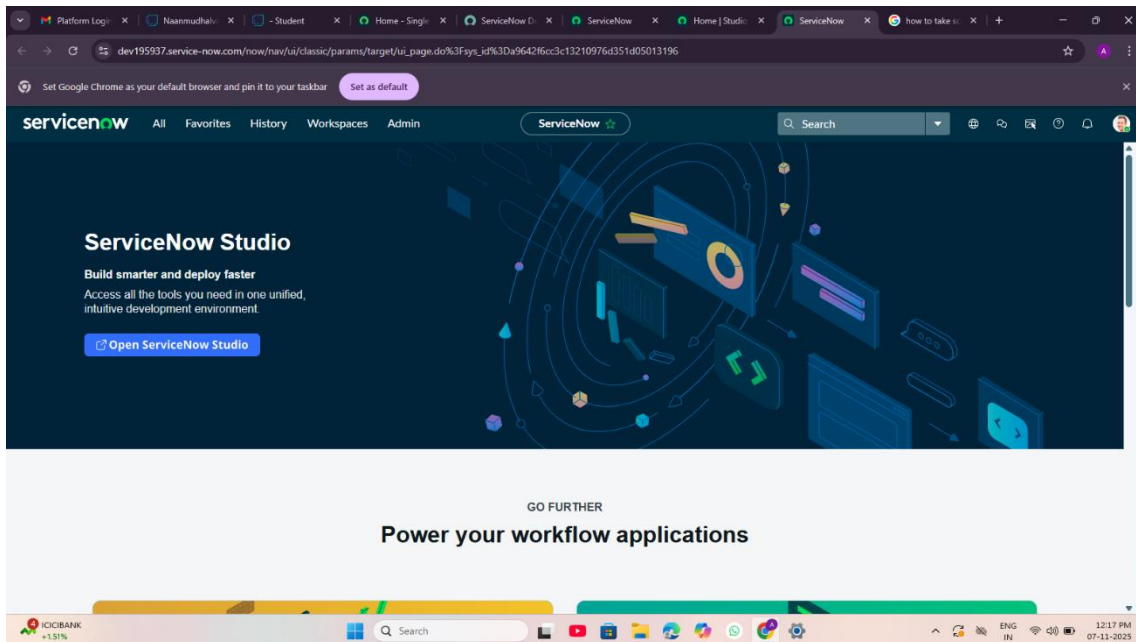 Platform Login
Naanmudhalv
- Student
Home - Single
ServiceNow D
ServiceNow
Home | Studio
ServiceNow
how to take sc
dev195937.service-now.com/now/nav/ui/classic/params/target/ui_page.do%3Fsys_id%3Da9642f6cc3c13210976d351d05013196
A
Set Google Chrome as your default browser and pin it to your taskbar
Set as default
servicenow
All Favorites History Workspaces Admin
ServiceNow
Search
ServiceNow Studio
Build smarter and deploy faster
Access all the tools you need in one unified,
intuitive development environment.
Open ServiceNow Studio
GO FURTHER
Power your workflow applications
4
ICICIBANK
+1.51%
Search
ENG
IN
12:17 PM